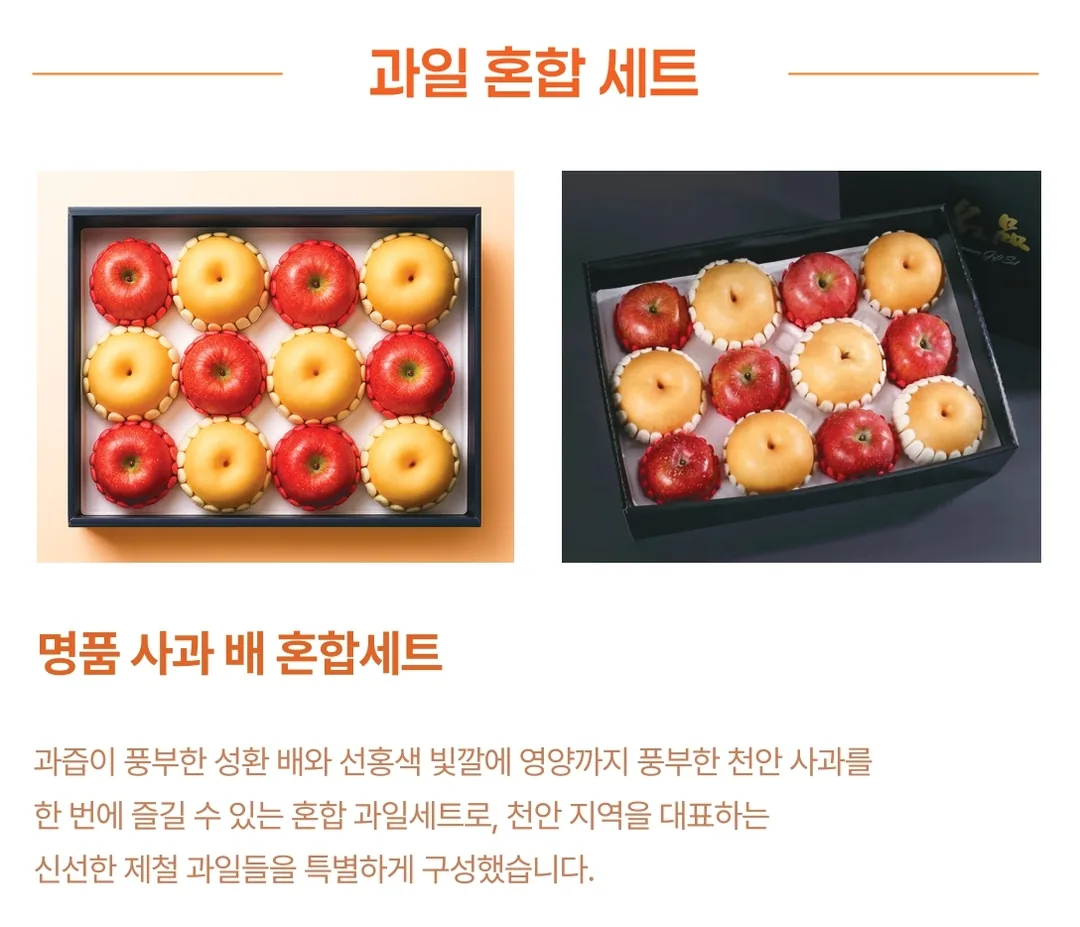 과일 혼합 세트
名品
Gift Set
명품 사과 배 혼합세트
과즙이 풍부한 성환 배와 선홍색 빛깔에 영양까지 풍부한 천안 사과를
한 번에 즐길 수 있는 혼합 과일세트로, 천안 지역을 대표하는
신선한 제철 과일들을 특별하게 구성했습니다.